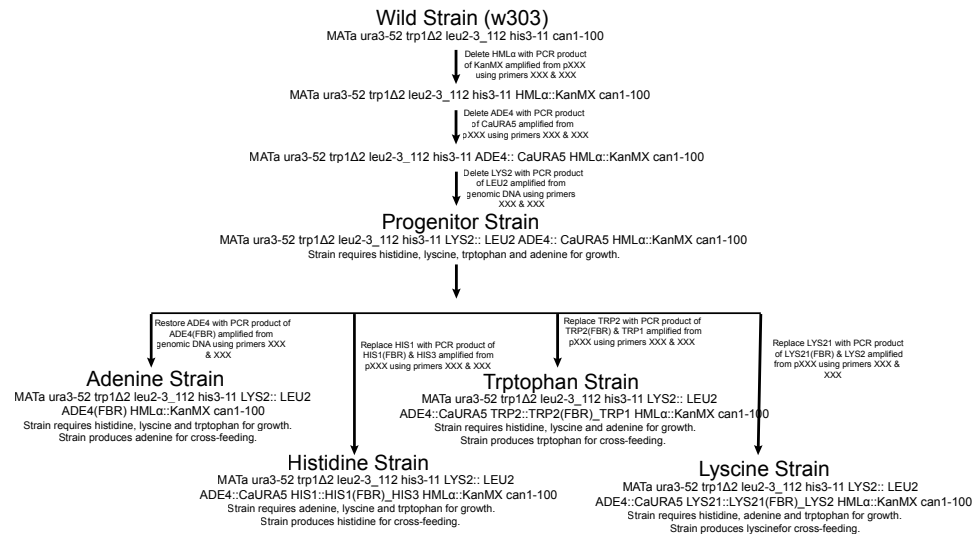 Wild Strain (w303)
MATa ura3-52 trp1Δ2 leu2-3_112 his3-11 can1-100
Delete HMLα with PCR product
of KanMX amplified from pXXX
using primers XXX & XXX
MATa ura3-52 trp1Δ2 leu2-3_112 his3-11 HMLα::KanMX can1-100
Delete ADE4 with PCR product
of CaURA5 amplified from
pXXX using primers XXX & XXX
MATa ura3-52 trp1Δ2 leu2-3_112 his3-11 ADE4:: CaURA5 HMLα::KanMX can1-100
Delete LYS2 with PCR product
of LEU2 amplified from
genomic DNA using primers
XXX & XXX
Progenitor Strain
MATa ura3-52 trp1Δ2 leu2-3_112 his3-11 LYS2:: LEU2 ADE4:: CaURA5 HMLα::KanMX can1-100
Strain requires histidine, lyscine, trptophan and adenine for growth.
Restore ADE4 with PCR product of
ADE4(FBR) amplified from
genomic DNA using primers XXX
& XXX
Adenine Strain
MATa ura3-52 trp1Δ2 leu2-3_112 his3-11 LYS2:: LEU2
ADE4(FBR) HMLα::KanMX can1-100
Strain requires histidine, lyscine and trptophan for growth.
Strain produces adenine for cross-feeding.
Replace HIS1 with PCR product of
HIS1(FBR) & HIS3 amplified from
pXXX using primers XXX & XXX
Histidine Strain
MATa ura3-52 trp1Δ2 leu2-3_112 his3-11 LYS2:: LEU2
ADE4::CaURA5 HIS1::HIS1(FBR)_HIS3 HMLα::KanMX can1-100
Strain requires adenine, lyscine and trptophan for growth.
Strain produces histidine for cross-feeding.
Replace TRP2 with PCR product of
TRP2(FBR) & TRP1 amplified from
pXXX using primers XXX & XXX
Trptophan Strain
MATa ura3-52 trp1Δ2 leu2-3_112 his3-11 LYS2:: LEU2
ADE4::CaURA5 TRP2::TRP2(FBR)_TRP1 HMLα::KanMX can1-100
Strain requires histidine, lyscine and adenine for growth.
Strain produces trptophan for cross-feeding.
Replace LYS21 with PCR product
of LYS21(FBR) & LYS2 amplified
from pXXX using primers XXX &
XXX
Lyscine Strain
MATa ura3-52 trp1Δ2 leu2-3_112 his3-11 LYS2:: LEU2
ADE4::CaURA5 LYS21::LYS21(FBR)_LYS2 HMLα::KanMX can1-100
Strain requires histidine, adenine and trptophan for growth.
Strain produces lyscinefor cross-feeding.